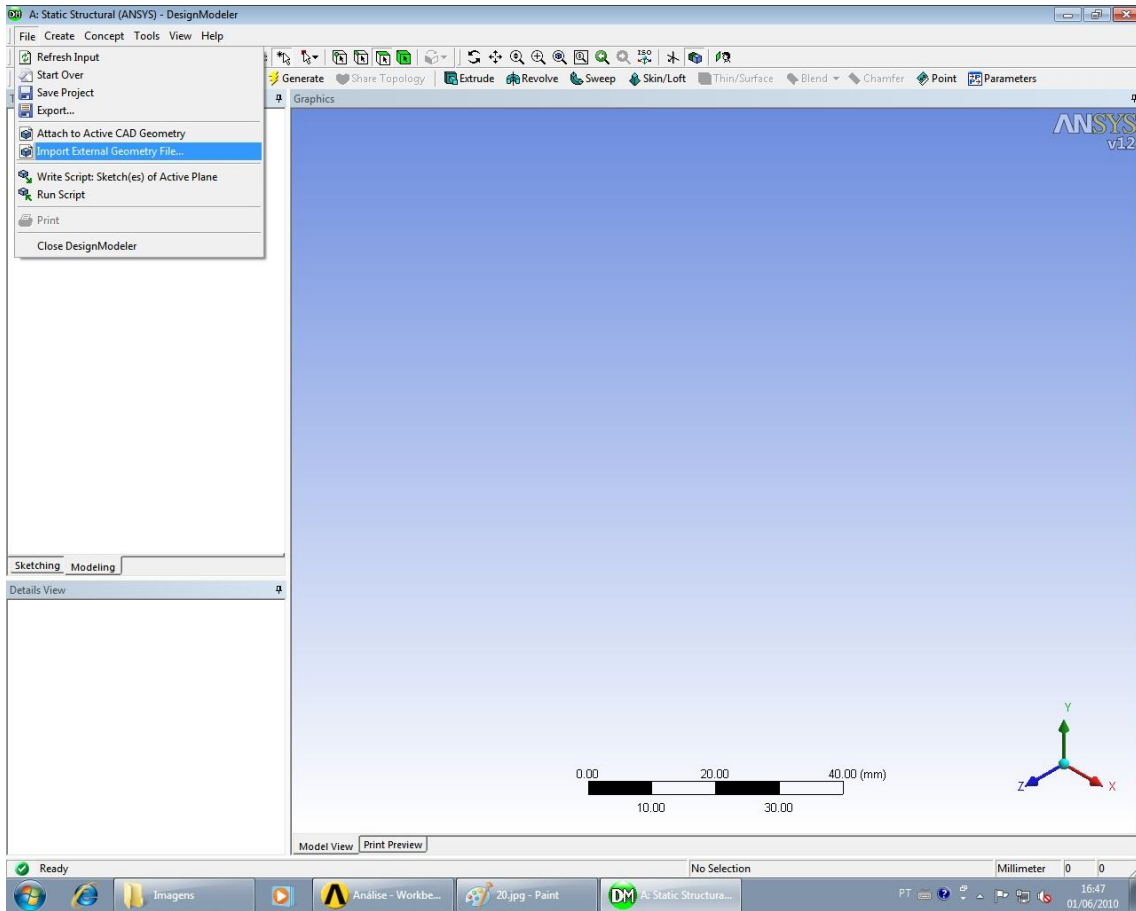 A: Static Structural (ANSYS) - DesignModeler
File Create Concept Tools View Help
Refresh Input
Start Over
Save Project
Export...
Attach to Active CAD Geometry
Import External Geometry File...
Write Script: Sketch(es) of Active Plane
Run Script
Print
Close DesignModeler
Generate Share Topology Extrude Revolve Sweep Skin/Loft Thin/Surface Blend Chamfer Point Parameters
Graphics
ANSYS
v12
Sketching Modeling
Details View
0.00 20.00 40.00 (mm)
10.00 30.00
Y
Z X
Model View Print Preview
Ready No Selection Millimeter 0 0
Imagens Análise - Workbe... 20.jpg - Paint DM A: Static Structura... PT 16:47
01/06/2010